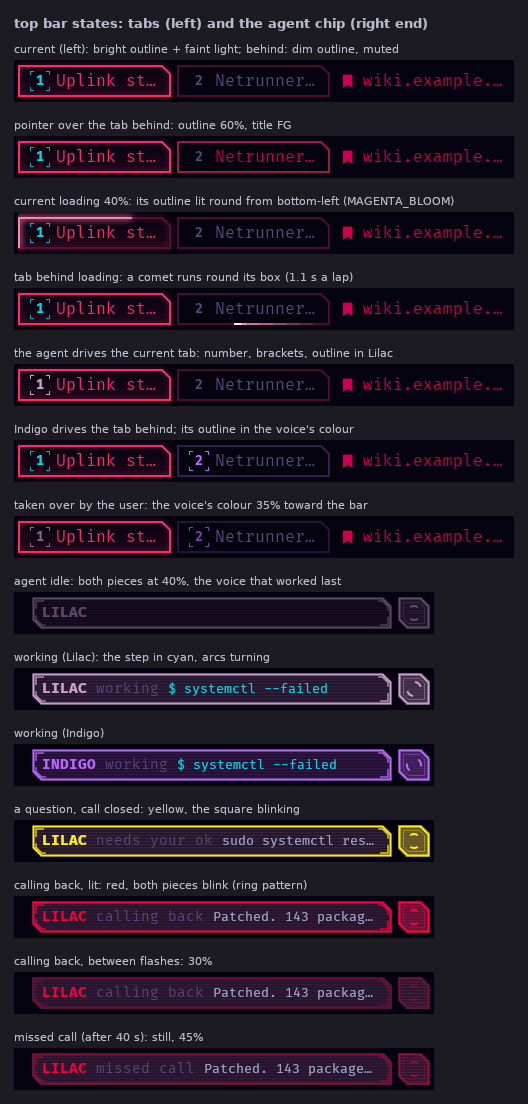 top bar states: tabs (left) and the agent chip (right end)
current (left): bright outline + faint light; behind: dim outline, muted
1 Uplink st… 2 Netrunner… wiki.example.…
pointer over the tab behind: outline 60%, title FG
1 Uplink st… 2 Netrunner… wiki.example.…
current loading 40%: its outline lit round from bottom-left (MAGENTA_BLOOM)
1 Uplink st… 2 Netrunner… wiki.example.…
tab behind loading: a comet runs round its box (1.1 s a lap)
1 Uplink st… 2 Netrunner… wiki.example.…
the agent drives the current tab: number, brackets, outline in Lilac
1 Uplink st… 2 Netrunner… wiki.example.…
Indigo drives the tab behind; its outline in the voice's colour
1 Uplink st… 2 Netrunner… wiki.example.…
taken over by the user: the voice's colour 35% toward the bar
1 Uplink st… 2 Netrunner… wiki.example.…
agent idle: both pieces at 40%, the voice that worked last
LILAC
working (Lilac): the step in cyan, arcs turning
LILAC working $ systemctl --failed
working (Indigo)
INDIGO working $ systemctl --failed
a question, call closed: yellow, the square blinking
LILAC needs your ok sudo systemctl res…
calling back, lit: red, both pieces blink (ring pattern)
LILAC calling back Patched. 143 packag…
calling back, between flashes: 30%
LILAC calling back Patched. 143 packag…
missed call (after 40 s): still, 45%
LILAC missed call Patched. 143 package…